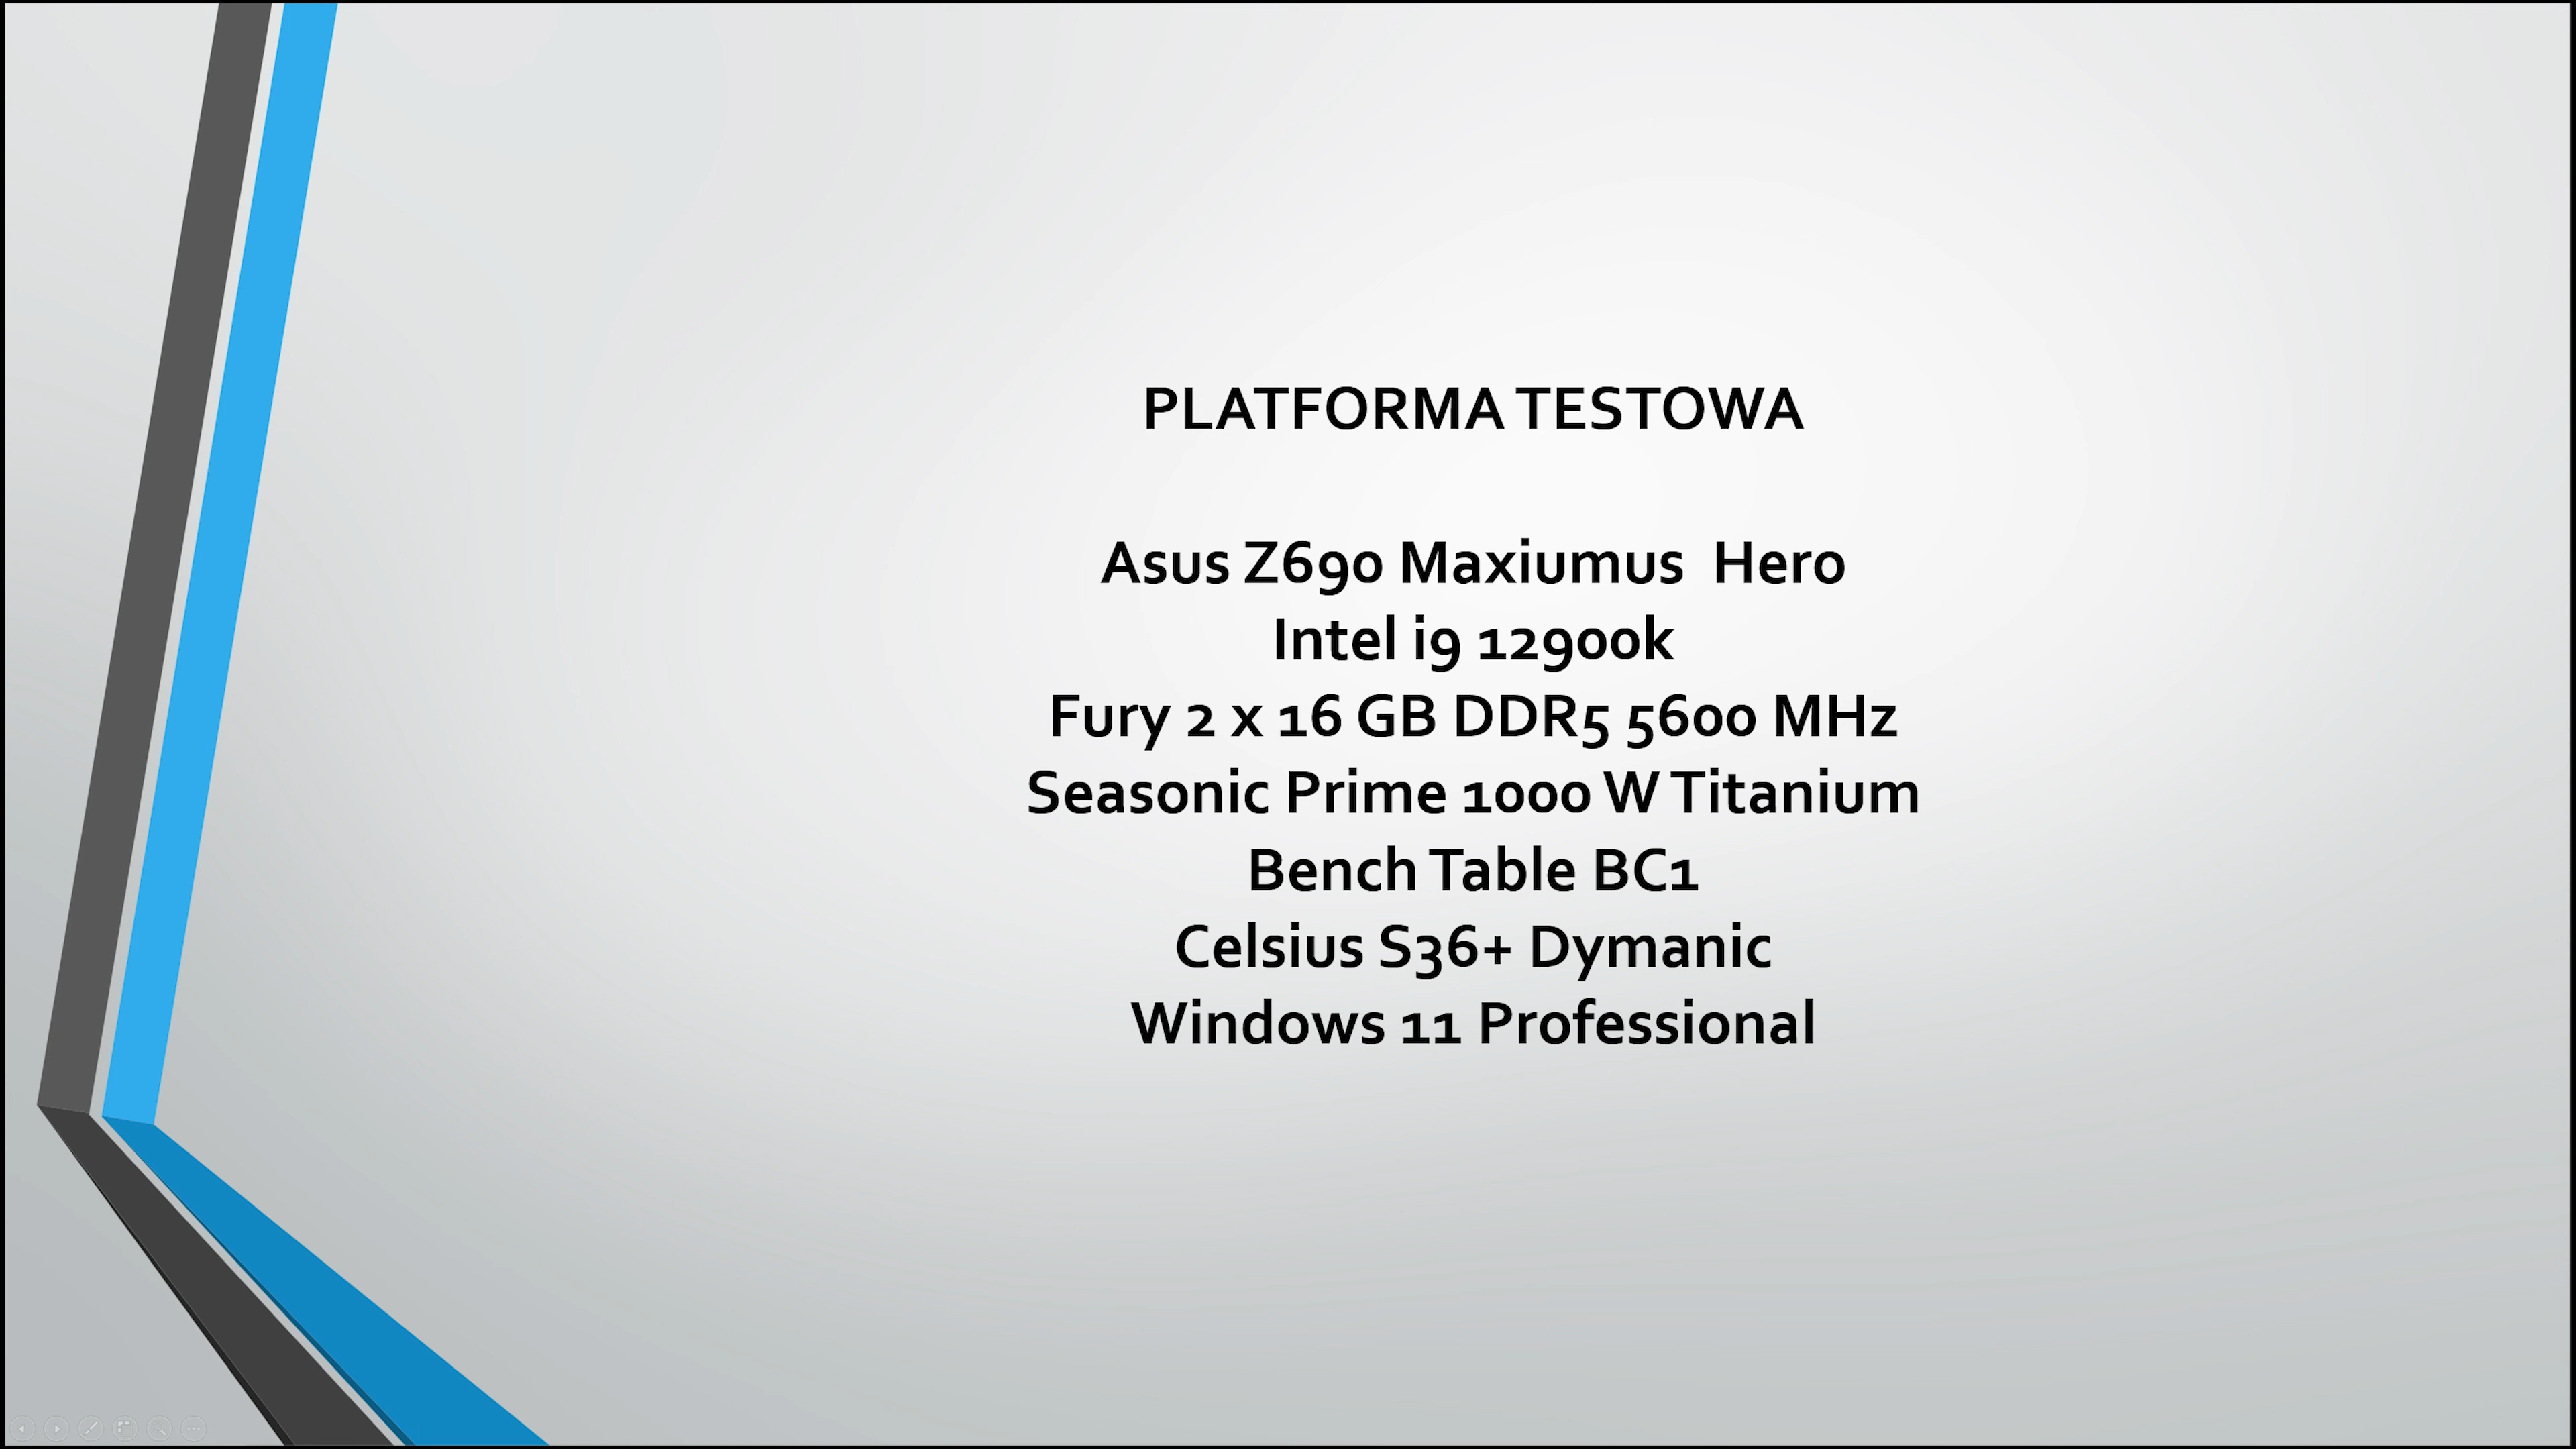 PLATFORMA TESTOWA
Asus Z690 Maxiumus  Hero
Intel i9 12900k
Fury 2 x 16 GB DDR5 5600 MHz
Seasonic Prime 1000 W Titanium
Bench Table BC1
Celsius S36+ Dymanic
Windows 11 Professional